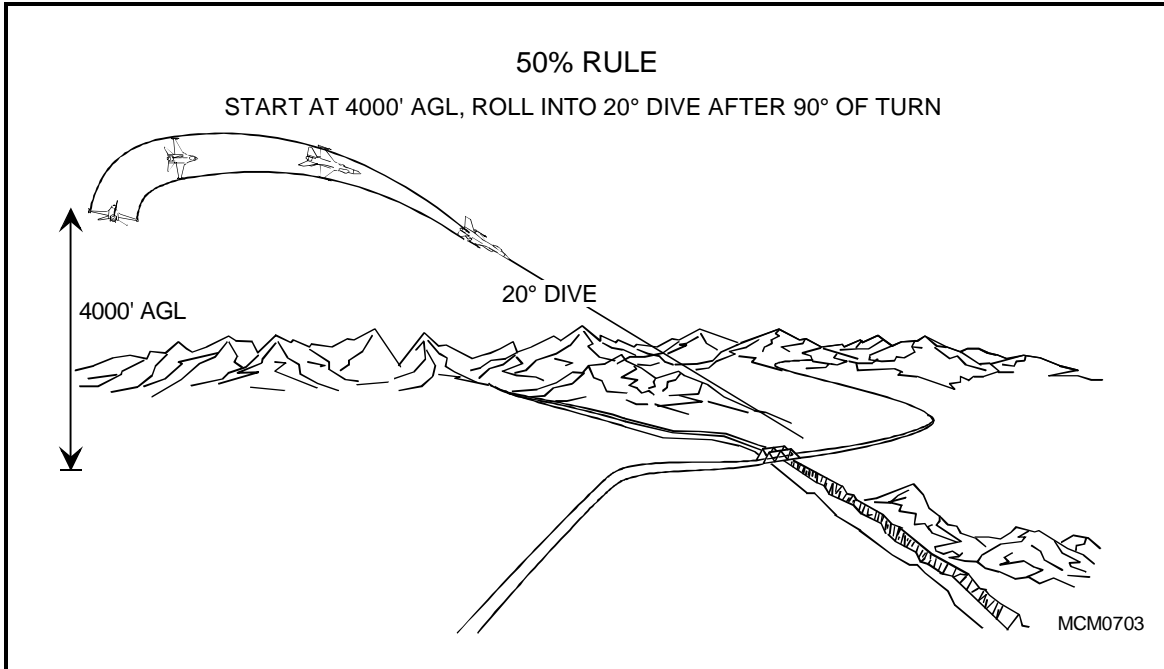 50% RULE
START AT 4000' AGL, ROLL INTO 20° DIVE AFTER 90° OF TURN
20° DIVE
4000' AGL
MCM0703